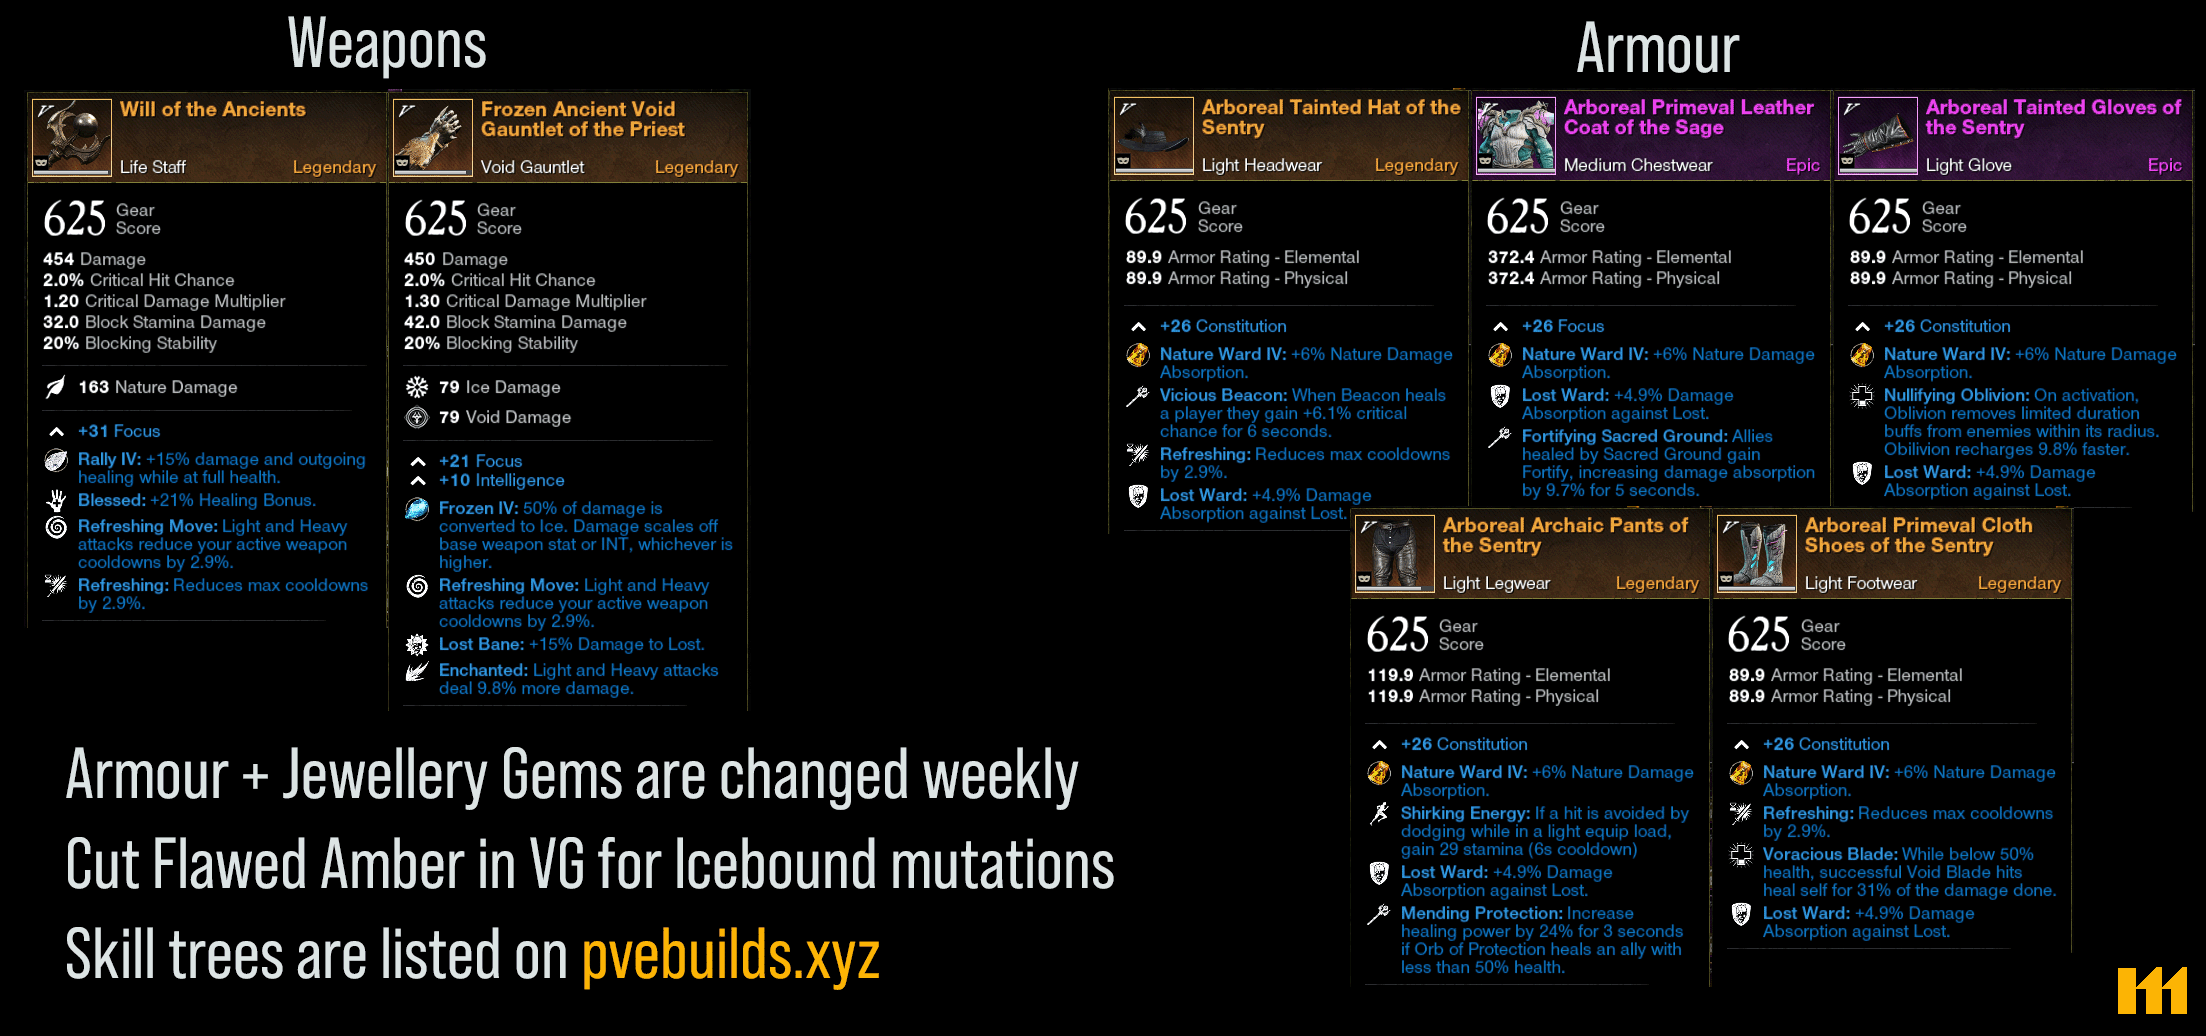 Weapons
Will of the Ancients
Life Staff
Legendary
625
Gear
Score
454 Damage
2.0% Critical Hit Chance
1.20 Critical Damage Multiplier
32.0 Block Stamina Damage
20% Blocking Stability
163 Nature Damage
+31 Focus
Rally IV: +15% damage and outgoing
healing while at full health.
Blessed: +21% Healing Bonus.
Refreshing Move: Light and Heavy
attacks reduce your active weapon
cooldowns by 2.9%.
Refreshing: Reduces max cooldowns
by 2.9%.
Frozen Ancient Void
Gauntlet of the Priest
Void Gauntlet
Legendary
625
Gear
Score
450 Damage
2.0% Critical Hit Chance
1.30 Critical Damage Multiplier
42.0 Block Stamina Damage
20% Blocking Stability
79 Ice Damage
79 Void Damage
+21 Focus
+10 Intelligence
Frozen IV: 50% of damage is
converted to Ice. Damage scales off
base weapon stat or INT, whichever is
higher.
Refreshing Move: Light and Heavy
attacks reduce your active weapon
cooldowns by 2.9%.
Lost Bane: +15% Damage to Lost.
Enchanted: Light and Heavy attacks
deal 9.8% more damage.
Armour
Arboreal Tainted Hat of the
Sentry
Light Headwear
Legendary
625
Gear
Score
89.9 Armor Rating - Elemental
89.9 Armor Rating - Physical
+26 Constitution
Nature Ward IV: +6% Nature Damage
Absorption.
Vicious Beacon: When Beacon heals
a player they gain +6.1% critical
chance for 6 seconds.
Refreshing: Reduces max cooldowns
by 2.9%.
Lost Ward: +4.9% Damage
Absorption against Lost.
Arboreal Primeval Leather
Coat of the Sage
Medium Chestwear
Epic
625
Gear
Score
372.4 Armor Rating - Elemental
372.4 Armor Rating - Physical
+26 Focus
Nature Ward IV: +6% Nature Damage
Absorption.
Lost Ward: +4.9% Damage
Absorption against Lost.
Fortifying Sacred Ground: Allies
healed by Sacred Ground gain
Fortify, increasing damage absorption
by 9.7% for 5 seconds.
Arboreal Tainted Gloves of
the Sentry
Light Glove
Epic
625
Gear
Score
89.9 Armor Rating - Elemental
89.9 Armor Rating - Physical
+26 Constitution
Nature Ward IV: +6% Nature Damage
Absorption.
Nullifying Oblivion: On activation,
Oblivion removes limited duration
buffs from enemies within its radius.
Oblivion recharges 9.8% faster.
Lost Ward: +4.9% Damage
Absorption against Lost.
Arboreal Archaic Pants of
the Sentry
Light Legwear
Legendary
625
Gear
Score
119.9 Armor Rating - Elemental
119.9 Armor Rating - Physical
+26 Constitution
Nature Ward IV: +6% Nature Damage
Absorption.
Shirking Energy: If a hit is avoided by
dodging while in a light equip load,
gain 29 stamina (6s cooldown)
Lost Ward: +4.9% Damage
Absorption against Lost.
Mending Protection: Increase
healing power by 24% for 3 seconds
if Orb of Protection heals an ally with
less than 50% health.
Arboreal Primeval Cloth
Shoes of the Sentry
Light Footwear
Legendary
625
Gear
Score
89.9 Armor Rating - Elemental
89.9 Armor Rating - Physical
+26 Constitution
Nature Ward IV: +6% Nature Damage
Absorption.
Refreshing: Reduces max cooldowns
by 2.9%.
Voracious Blade: While below 50%
health, successful Void Blade hits
heal self for 31% of the damage done.
Lost Ward: +4.9% Damage
Absorption against Lost.
Armour + Jewellery Gems are changed weekly
Cut Flawed Amber in VG for Icebound mutations
Skill trees are listed on pvebuilds.xyz